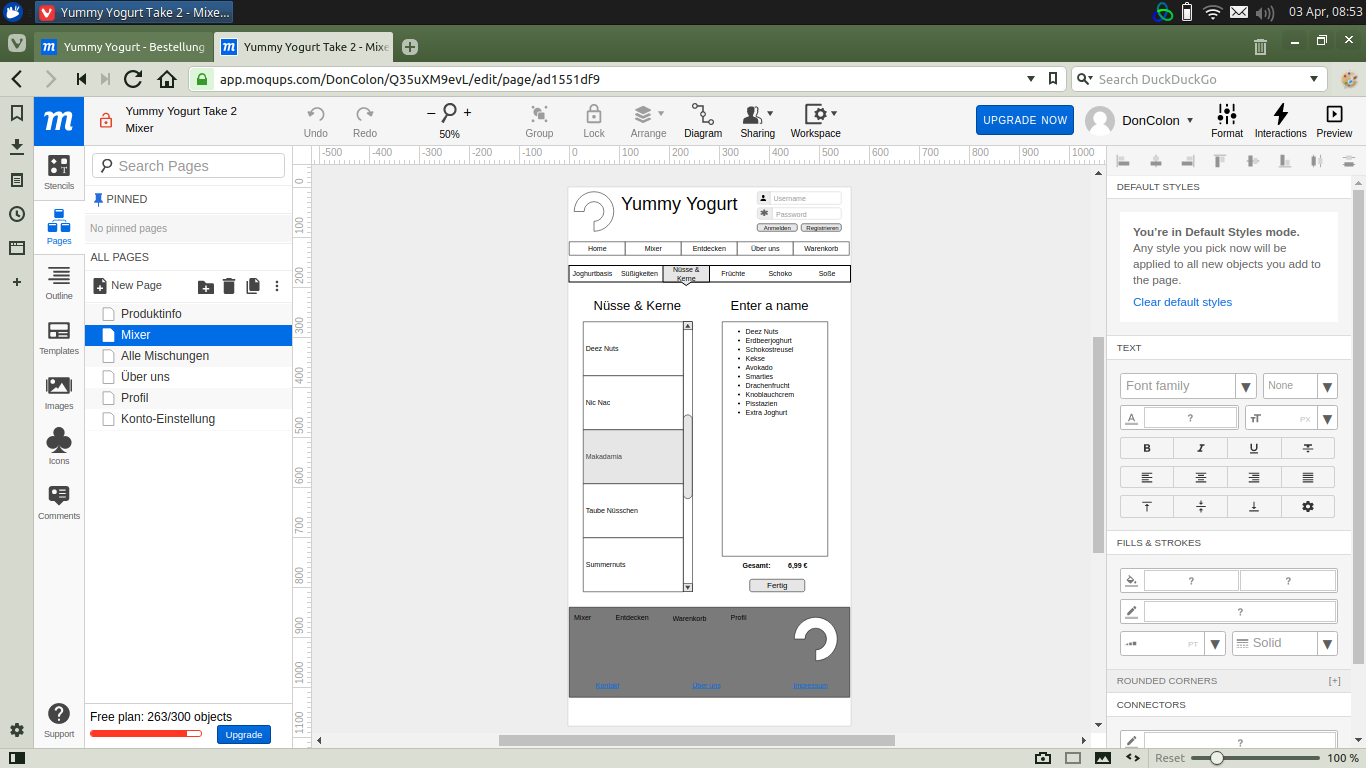 Yummy Yogurt Take 2 - Mixe...
03 Apr, 08:53
Yummy Yogurt - Bestellung
Yummy Yogurt Take 2 - Mixe
app.moqups.com/DonColon/Q35uXM9evL/edit/page/ad1551df9
Search DuckDuckGo
m
Yummy Yogurt Take 2
Mixer
Undo
Redo
50%
Group
Lock
Arrange
Diagram
Sharing
Workspace
UPGRADE NOW
DonColon
Format
Interactions
Preview
Stencils
Pages
Outline
Templates
Images
Icons
Comments
Support
Search Pages
PINNED
No pinned pages
ALL PAGES
New Page
Produktinfo
Mixer
Alle Mischungen
Über uns
Profil
Konto-Einstellung
Free plan: 263/300 objects
Upgrade
-500 -400 -300 -200 -100 0 100 200 300 400 500 600 700 800 900 1000
0
100
200
300
400
500
600
700
800
900
1000
1100
Yummy Yogurt
Username
Password
Anmelden Registrieren
Home Mixer Entdecken Über uns Warenkorb
Joghurtbasis Süßigkeiten Nüsse & Kerne Früchte Schoko Soße
Nüsse & Kerne
Deez Nuts
Nic Nac
Makadamia
Taube Nüsschen
Summernuts
Enter a name
• Deez Nuts
• Erdbeerjoghurt
• Schokostreusel
• Kekse
• Avokado
• Smarties
• Drachenfrucht
• Knoblauchcrem
• Pisstazien
• Extra Joghurt
Gesamt: 6,99 €
Fertig
Mixer Entdecken Warenkorb Profil
Kontakt Über uns Impressum
DEFAULT STYLES
You're in Default Styles mode.
Any style you pick now will be
applied to all new objects you add to
the page.
Clear default styles
TEXT
Font family
None
A ? TT PX
B I U
FILLS & STROKES
? ?
?
PT Solid
ROUNDED CORNERS [+]
CONNECTORS
?
Reset
100 %